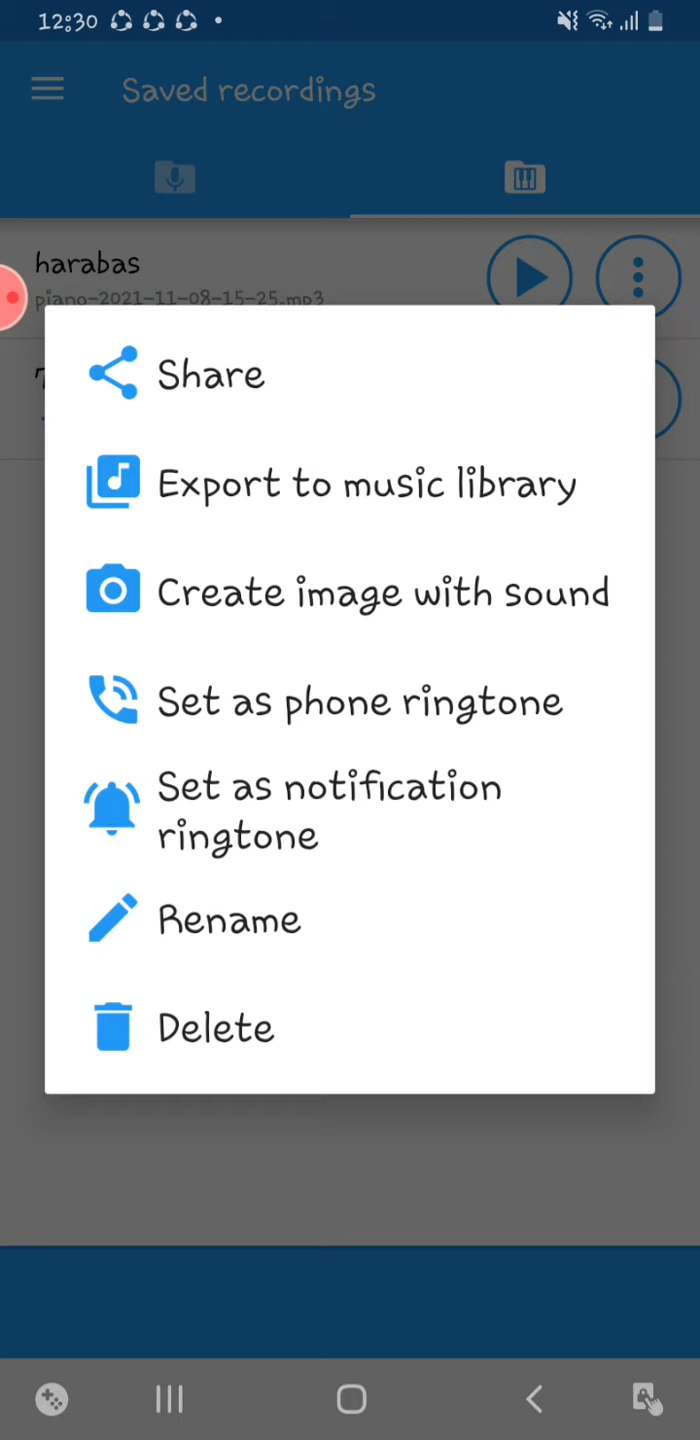 12:30
Saved recordings
harabas
piano-2021-11-08-15-25.mp3
Share
Export to music library
Create image with sound
Set as phone ringtone
Set as notification
ringtone
Rename
Delete